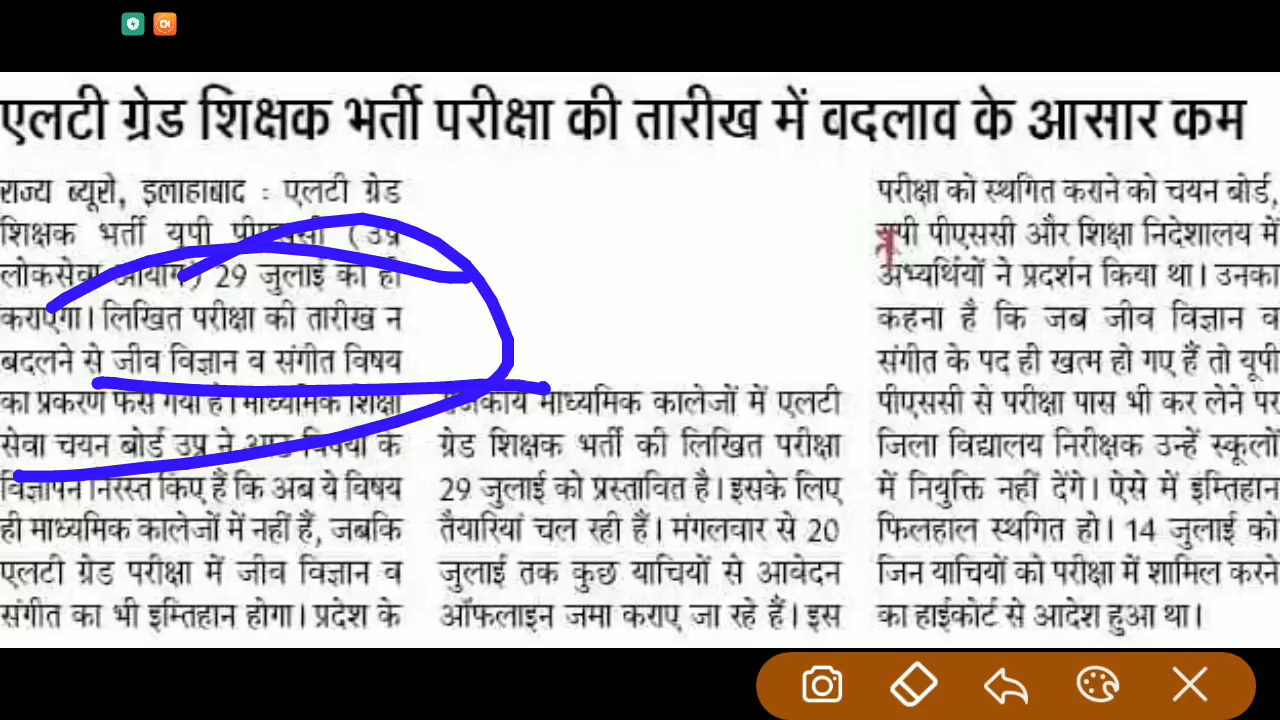 एलटी ग्रेड शिक्षक भर्ती परीक्षा की तारीख में वदलाव के आसार कम
राज्य ब्यूरो, इलाहाबाद : एलटी ग्रेड
शिक्षक भर्ती यूपी पीएससी (उप्र
लोकसेवा आयोग) 29 जुलाई को ही
कराएगा। लिखित परीक्षा की तारीख न
बदलने से जीव विज्ञान व संगीत विषय
का प्रकरण फंस गया है। माध्यमिक शिक्षा
सेवा चयन बोर्ड उप्र ने आठ विषयों के
विज्ञापन निरस्त किए हैं कि अब ये विषय
ही माध्यमिक कालेजों में नहीं हैं, जबकि
एलटी ग्रेड परीक्षा में जीव विज्ञान व
संगीत का भी इम्तिहान होगा। प्रदेश के
राजकीय माध्यमिक कालेजों में एलटी
ग्रेड शिक्षक भर्ती की लिखित परीक्षा
29 जुलाई को प्रस्तावित है। इसके लिए
तैयारियां चल रही हैं। मंगलवार से 20
जुलाई तक कुछ याचियों से आवेदन
ऑफलाइन जमा कराए जा रहे हैं। इस
परीक्षा को स्थगित कराने को चयन बोर्ड,
यूपी पीएससी और शिक्षा निदेशालय में
अभ्यर्थियों ने प्रदर्शन किया था। उनका
कहना है कि जब जीव विज्ञान व
संगीत के पद ही खत्म हो गए हैं तो यूपी
पीएससी से परीक्षा पास भी कर लेने पर
जिला विद्यालय निरीक्षक उन्हें स्कूलों
में नियुक्ति नहीं देंगे। ऐसे में इम्तिहान
फिलहाल स्थगित हो। 14 जुलाई को
जिन याचियों को परीक्षा में शामिल करने
का हाईकोर्ट से आदेश हुआ था।